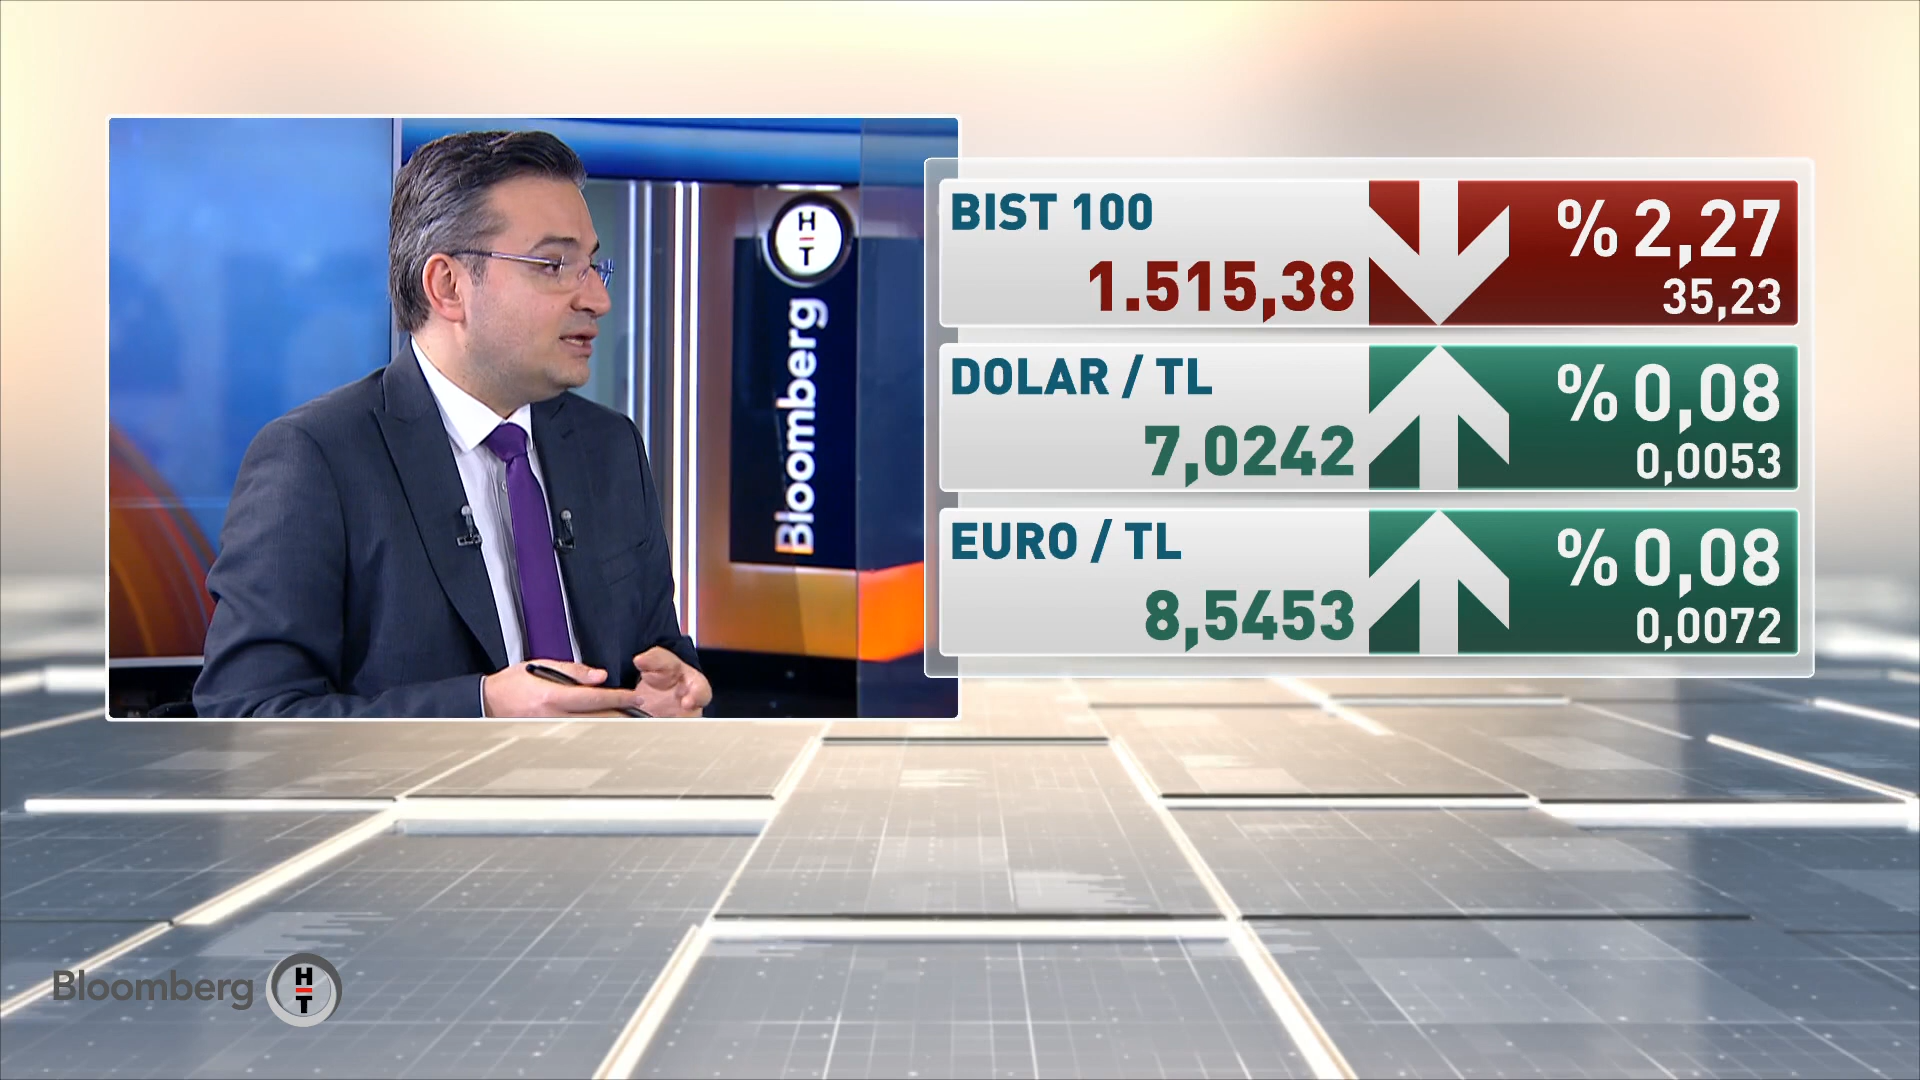 H
T
Bloomberg
BIST 100
1.515,38
% 2,27
35,23
DOLAR / TL
7,0242
% 0,08
0,0053
EURO / TL
8,5453
% 0,08
0,0072
Bloomberg
H
T